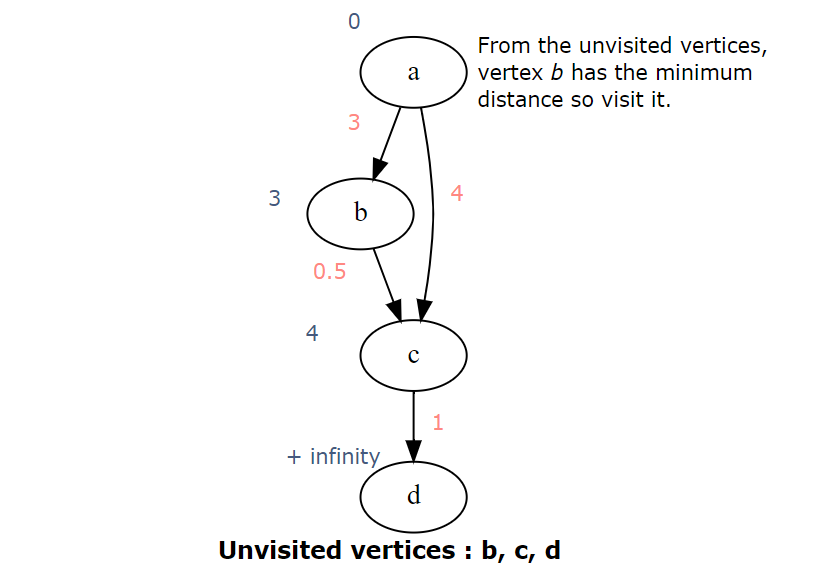 0
a
From the unvisited vertices,
vertex b has the minimum
distance so visit it.
3
3
b
4
0.5
4
c
1
+ infinity
d
Unvisited vertices : b, c, d